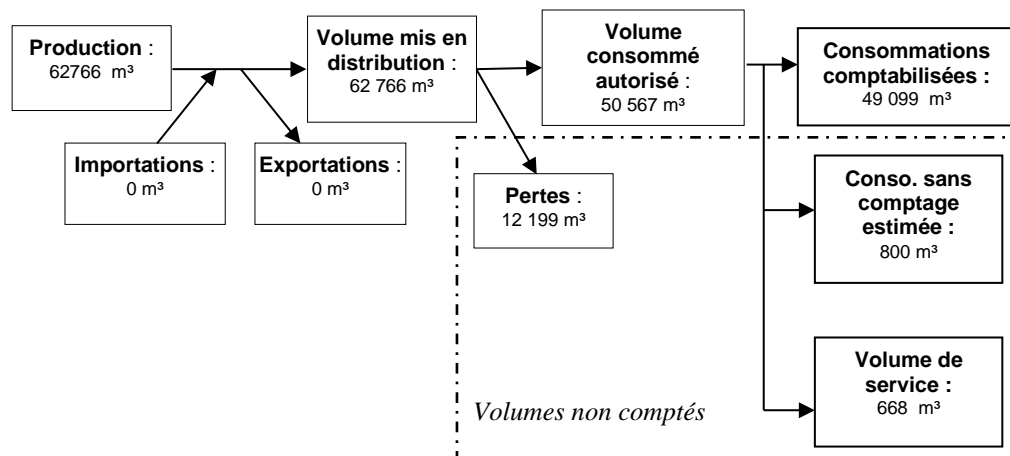 Production :
62766 m³
Volume mis en
distribution :
62 766 m³
Volume
consommé
autorisé :
50 567 m³
Consommations
comptabilisées :
49 099 m³
Importations :
0 m³
Exportations :
0 m³
Pertes :
12 199 m³
Conso. sans
comptage
estimée :
800 m³
Volume de
service :
668 m³
Volumes non comptés